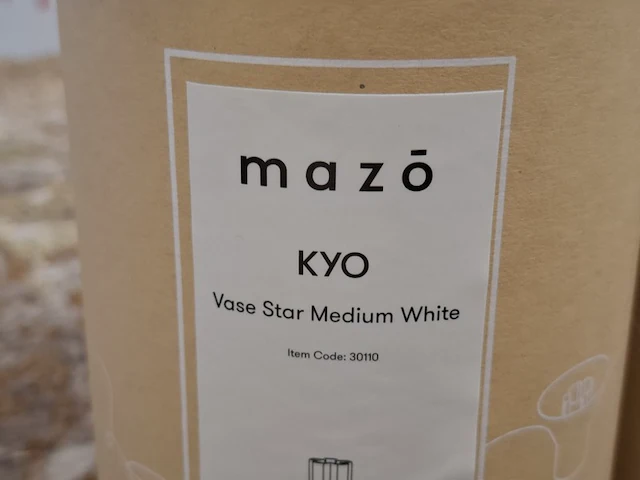 mazō
KYO
Vase Star Medium White
Item Code: 30110